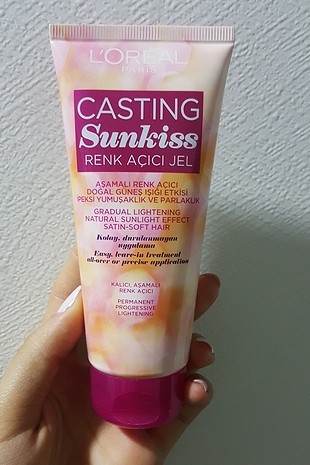 L'ORÉAL
PARIS
CASTING
Sunkiss
RENK AÇICI JEL
AŞAMALI RENK AÇICI
DOĞAL GÜNEŞ IŞIĞI ETKİSİ
İPEKSİ YUMUŞAKLIK VE PARLAKLIK
GRADUAL LIGHTENING
NATURAL SUNLIGHT EFFECT
SATIN-SOFT HAIR
Kolay, durulanmayan
uygulama
Easy, leave-in treatment
all-over or precise application
KALICI, AŞAMALI
RENK AÇICI
PERMANENT
PROGRESSIVE
LIGHTENING